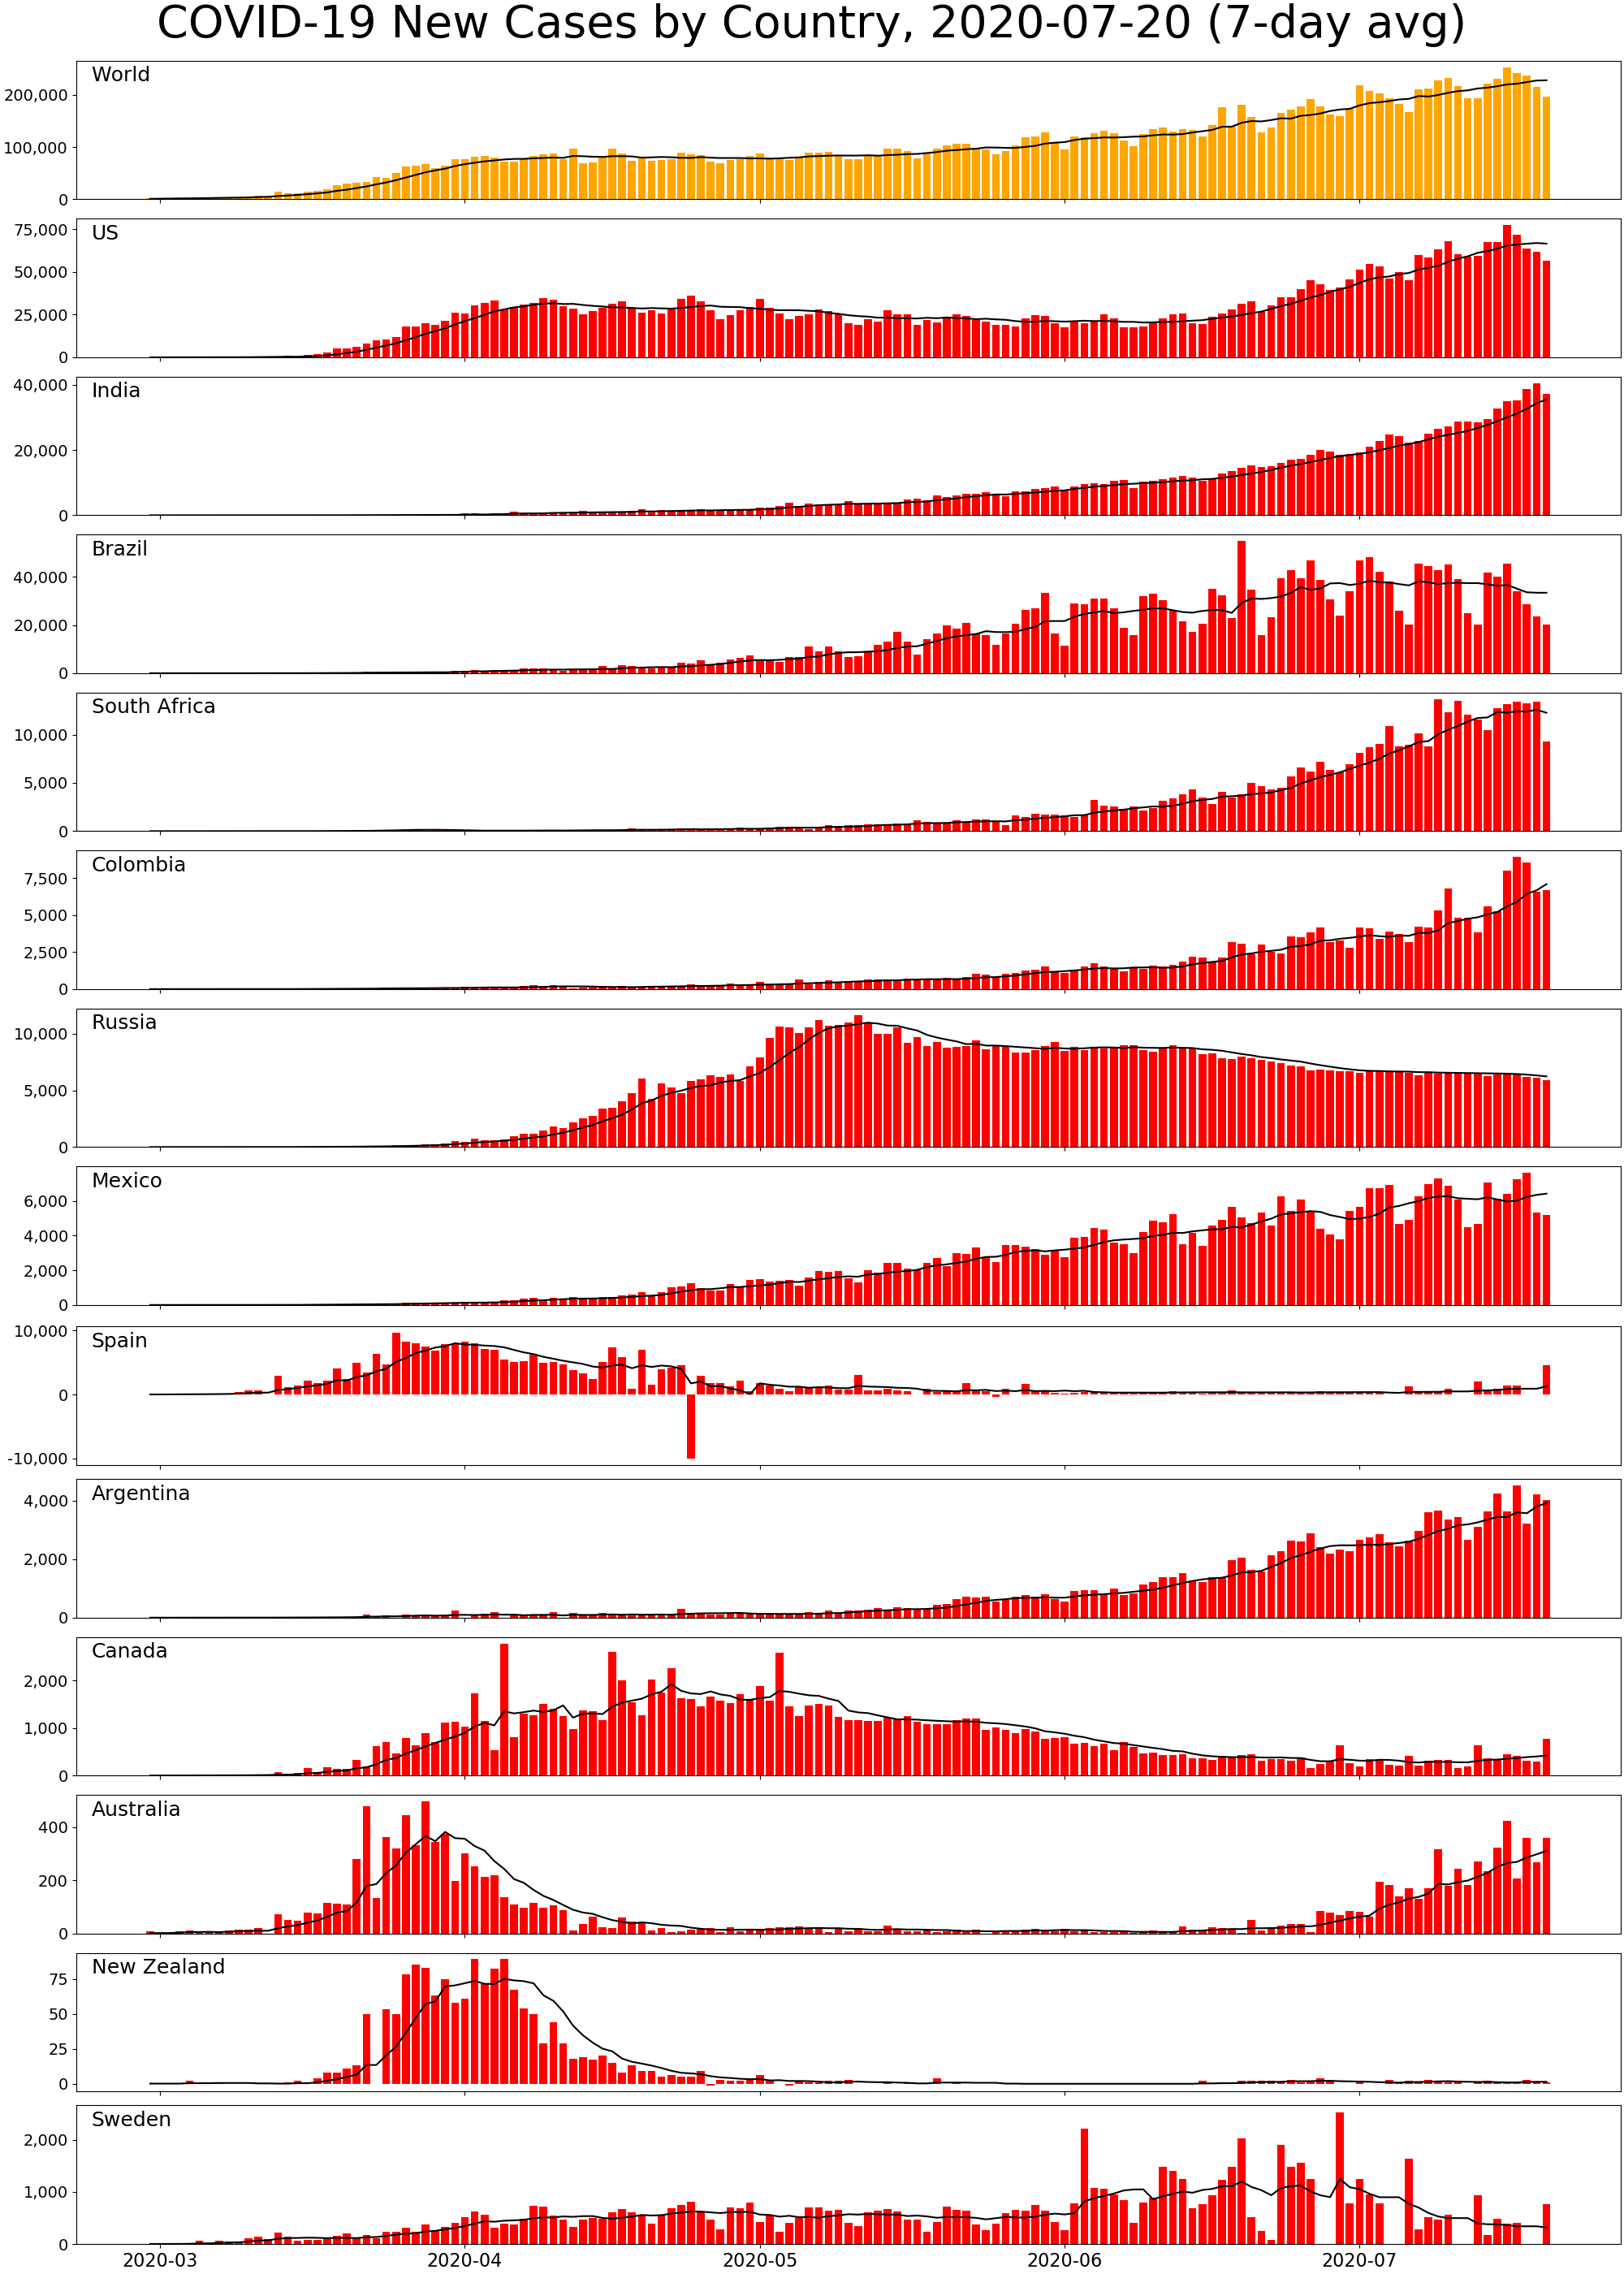 COVID-19 New Cases by Country, 2020-07-20 (7-day avg)
World
200,000
100,000
0
US
75,000
50,000
25,000
0
India
40,000
20,000
0
Brazil
40,000
20,000
0
South Africa
10,000
5,000
0
Colombia
7,500
5,000
2,500
0
Russia
10,000
5,000
0
Mexico
6,000
4,000
2,000
0
Spain
10,000
0
-10,000
Argentina
4,000
2,000
0
Canada
2,000
1,000
0
Australia
400
200
0
New Zealand
75
50
25
0
Sweden
2,000
1,000
0
2020-03 2020-04 2020-05 2020-06 2020-07